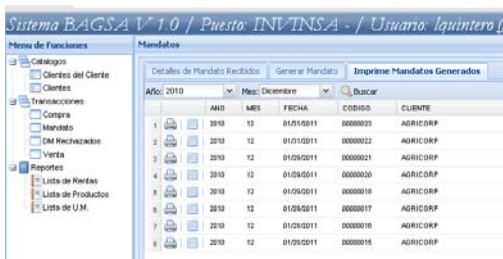 Sistema BAGSA V 1.0 / Puesto: INVINSA - / Usuario: lquintero
Menu de Funciones
Mandatos
Catalogos
Clientes del Cliente
Clientes
Transacciones
Compra
Mandato
DM Rechazados
Venta
Reportes
Lista de Rentas
Lista de Productos
Lista de U.M.
Detalles de Mandato Recibidos Generar Mandato Imprime Mandatos Generados
Año: 2010 Mes: Diciembre Buscar
ANO MES FECHA CODIGO CLIENTE
1 2010 12 01/31/2011 00000023 AGRICORP
2 2010 12 01/31/2011 00000022 AGRICORP
3 2010 12 01/29/2011 00000021 AGRICORP
4 2010 12 01/29/2011 00000020 AGRICORP
5 2010 12 01/29/2011 00000018 AGRICORP
6 2010 12 01/29/2011 00000017 AGRICORP
7 2010 12 01/28/2011 00000016 AGRICORP
8 2010 12 01/28/2011 00000015 AGRICORP